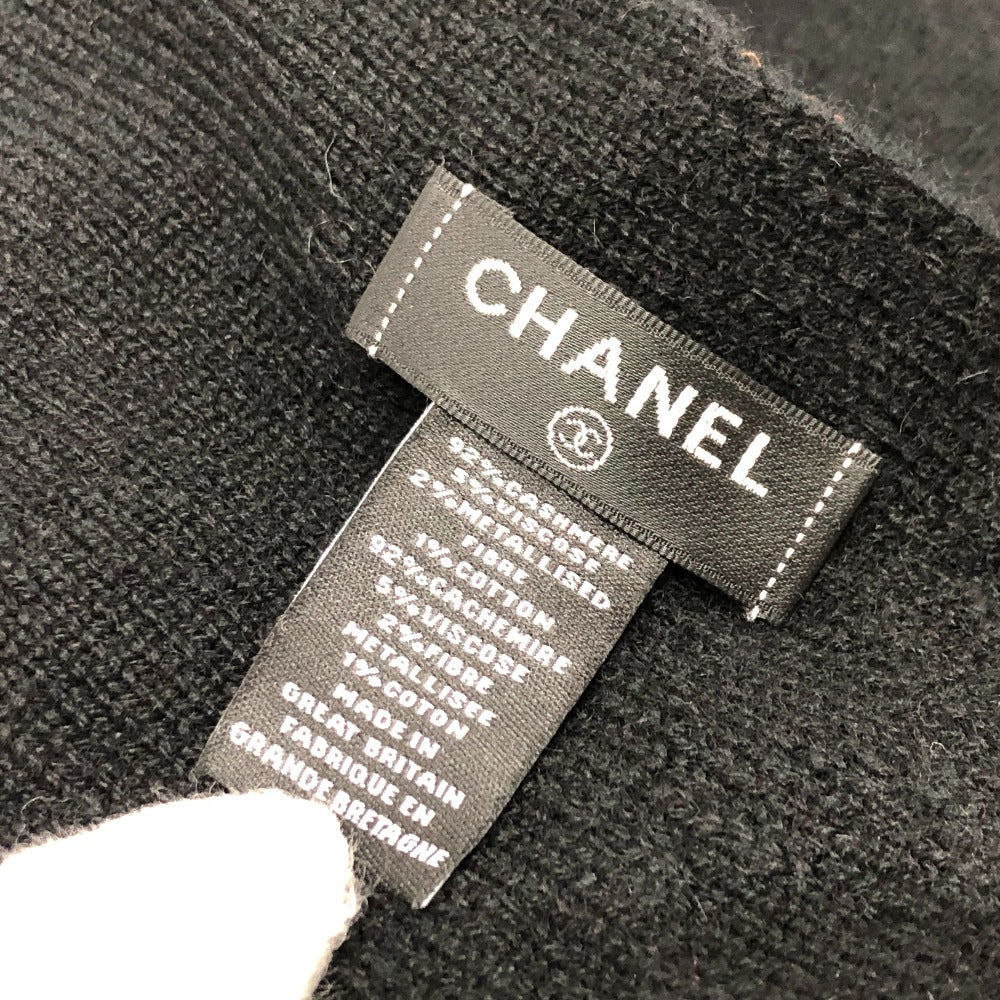 CHANEL
92%CASHMERE
5%VISCOSE
2%METALLISED
FIBRE
1%COTTON
92%CACHEMIRE
5%VISCOSE
2%FIBRE
METALLISEE
1%COTON
MADE IN
GREAT BRITAIN
FABRIQUE EN
GRANDE BRETAGNE